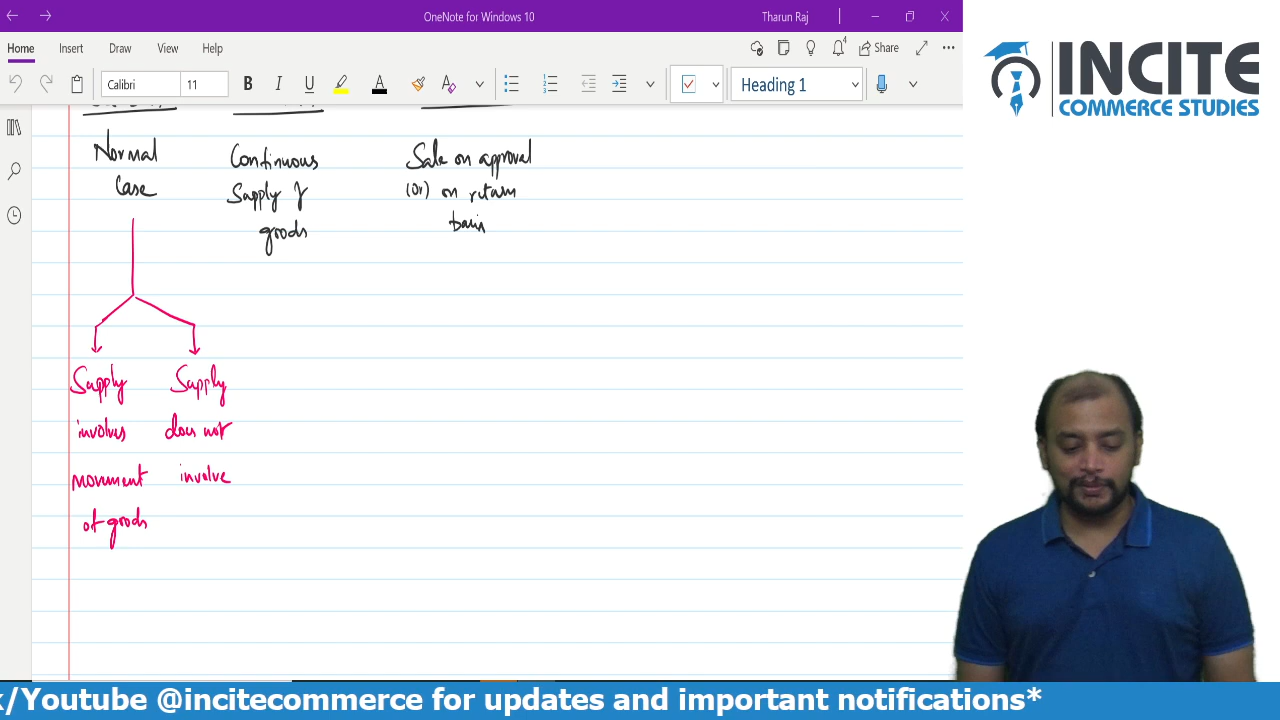 OneNote for Windows 10
Tharun Raj
Home Insert Draw View Help
4 Share
Calibri 11 B I U A Heading 1
INCITE
COMMERCE STUDIES
Normal
Case
Continuous
Supply of
goods
Sale on approval
(or) on return
basis
Supply
involves
movement
of goods
Supply
does not
involve
k/Youtube @incitecommerce for updates and important notifications*